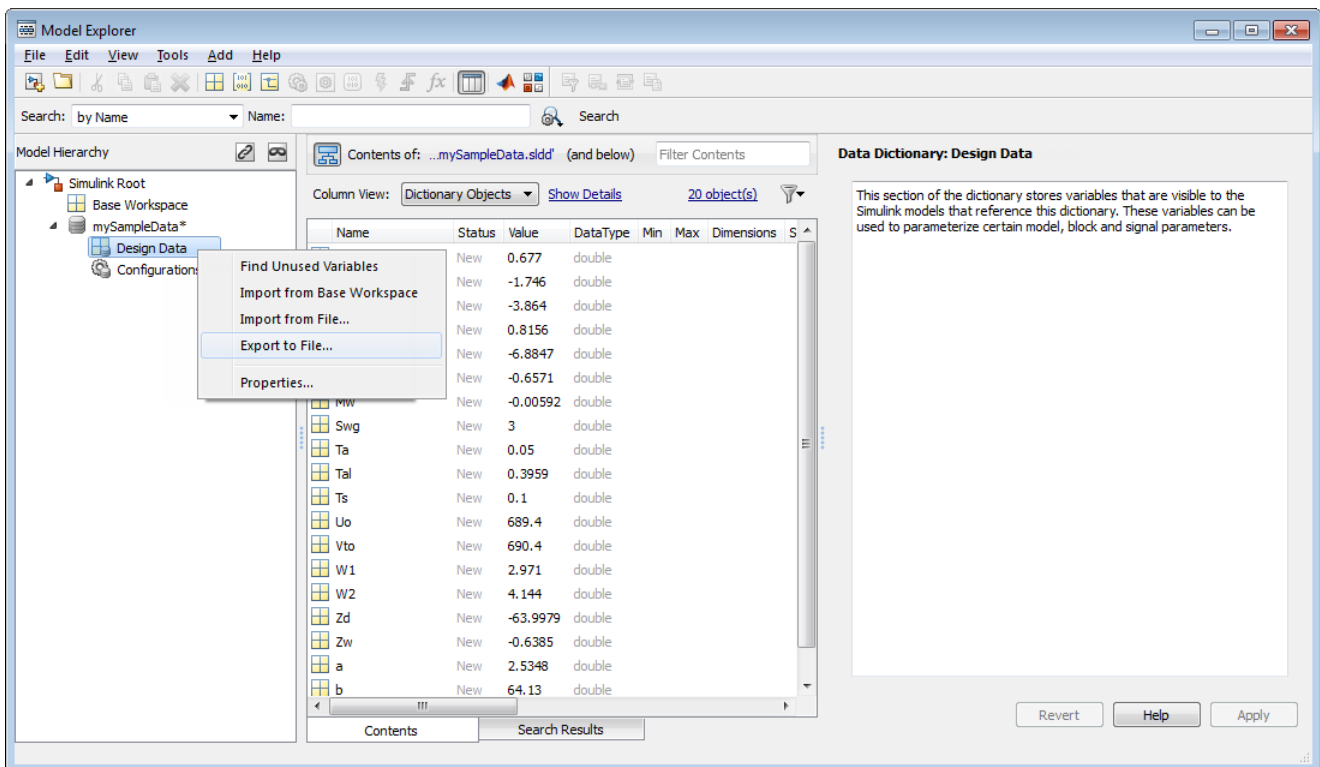 Model Explorer
File Edit View Tools Add Help
Search: by Name Name: Search
Model Hierarchy
Simulink Root
Base Workspace
mySampleData*
Design Data
Configurations
Find Unused Variables
Import from Base Workspace
Import from File...
Export to File...
Properties...
Contents of: ...mySampleData.sldd' (and below) Filter Contents
Column View: Dictionary Objects Show Details 20 object(s)
Name Status Value DataType Min Max Dimensions S
New 0.677 double
New -1.746 double
New -3.864 double
New 0.8156 double
New -6.8847 double
New -0.6571 double
Mw New -0.00592 double
Swg New 3 double
Ta New 0.05 double
Tal New 0.3959 double
Ts New 0.1 double
Uo New 689.4 double
Vto New 690.4 double
W1 New 2.971 double
W2 New 4.144 double
Zd New -63.9979 double
Zw New -0.6385 double
a New 2.5348 double
b New 64.13 double
Contents Search Results
Data Dictionary: Design Data
This section of the dictionary stores variables that are visible to the
Simulink models that reference this dictionary. These variables can be
used to parameterize certain model, block and signal parameters.
Revert Help Apply